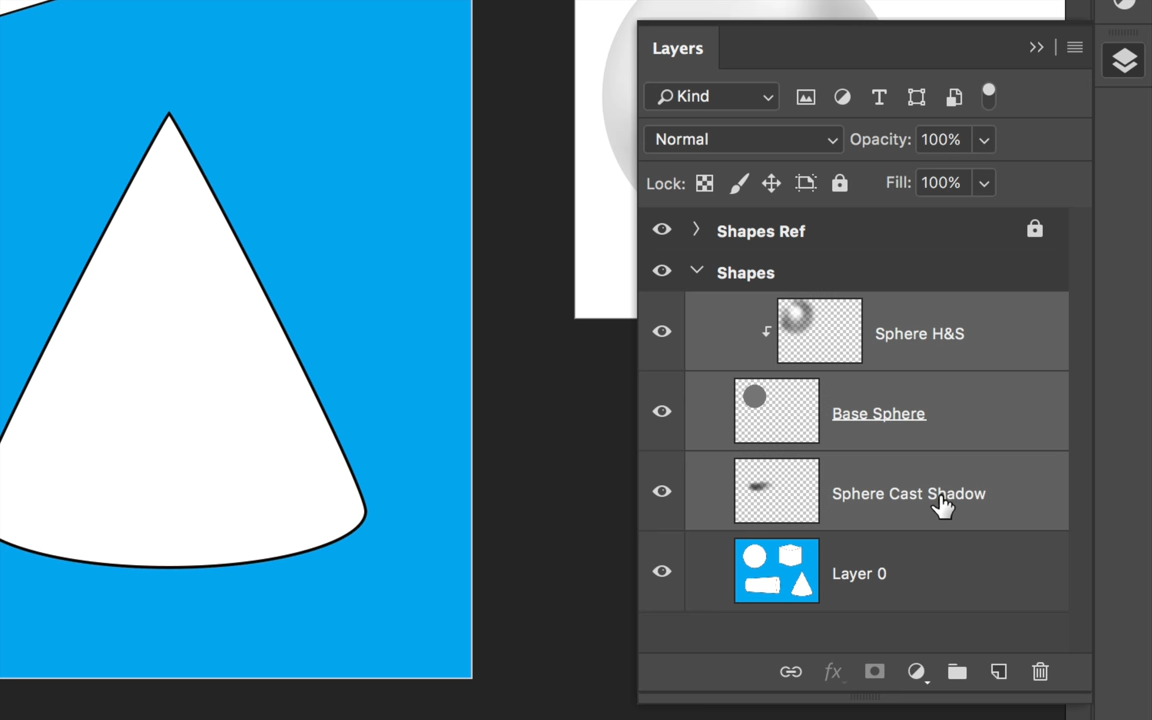 Layers
Kind
Normal Opacity: 100%
Lock: Fill: 100%
Shapes Ref
Shapes
Sphere H&S
Base Sphere
Sphere Cast Shadow
Layer 0
fx